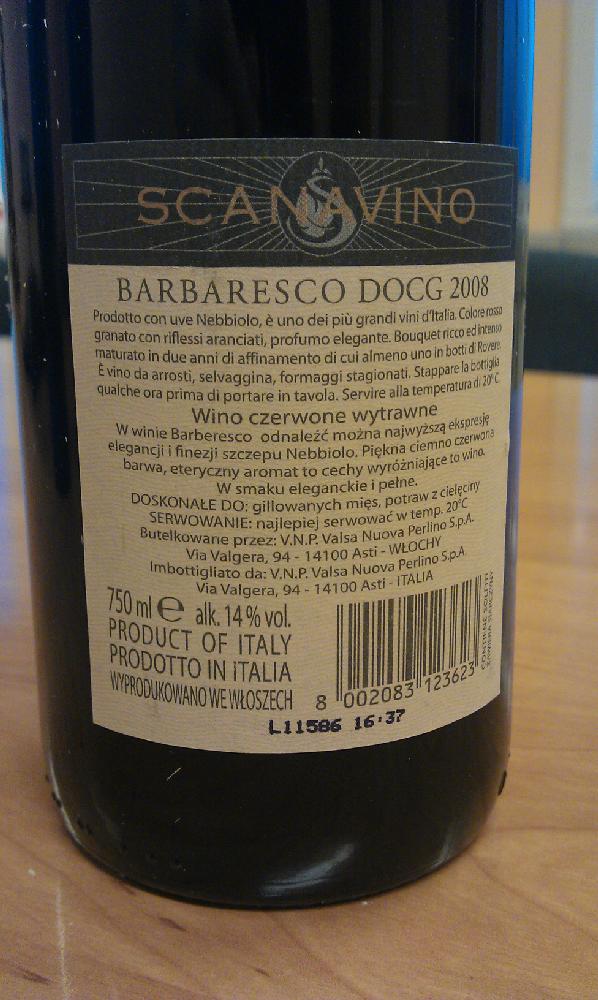 SCANAVINO
BARBARESCO DOCG 2008
Prodotto con uve Nebbiolo, è uno dei più grandi vini d'Italia. Colore rosso
granato con riflessi aranciati, profumo elegante. Bouquet ricco ed intenso
maturato in due anni di affinamento di cui almeno uno in botti di Rovere.
È vino da arrosti, selvaggina, formaggi stagionati. Stappare la bottiglia
qualche ora prima di portare in tavola. Servire alla temperatura di 20°C
Wino czerwone wytrawne
W winie Barberesco odnaleźć można najwyższą ekspresję
elegancji i finezji szczepu Nebbiolo. Piękna ciemno czerwona
barwa, eteryczny aromat to cechy wyróżniające to wino.
W smaku eleganckie i pełne.
DOSKONAŁE DO: gillowanych mięs, potraw z cielęciny
SERWOWANIE: najlepiej serwować w temp. 20°C
Butelkowane przez: V.N.P. Valsa Nuova Perlino S.p.A.
Via Valgera, 94 - 14100 Asti - WŁOCHY
Imbottigliato da: V.N.P. Valsa Nuova Perlino S.p.A.
Via Valgera, 94 - 14100 Asti - ITALIA
750 ml e alk. 14 % vol.
PRODUCT OF ITALY
PRODOTTO IN ITALIA
WYPRODUKOWANO WE WŁOSZECH
8 002083 123623
CONTIENE SOLFITI
ZAWIERA SIARCZYNY
L11586 16:37